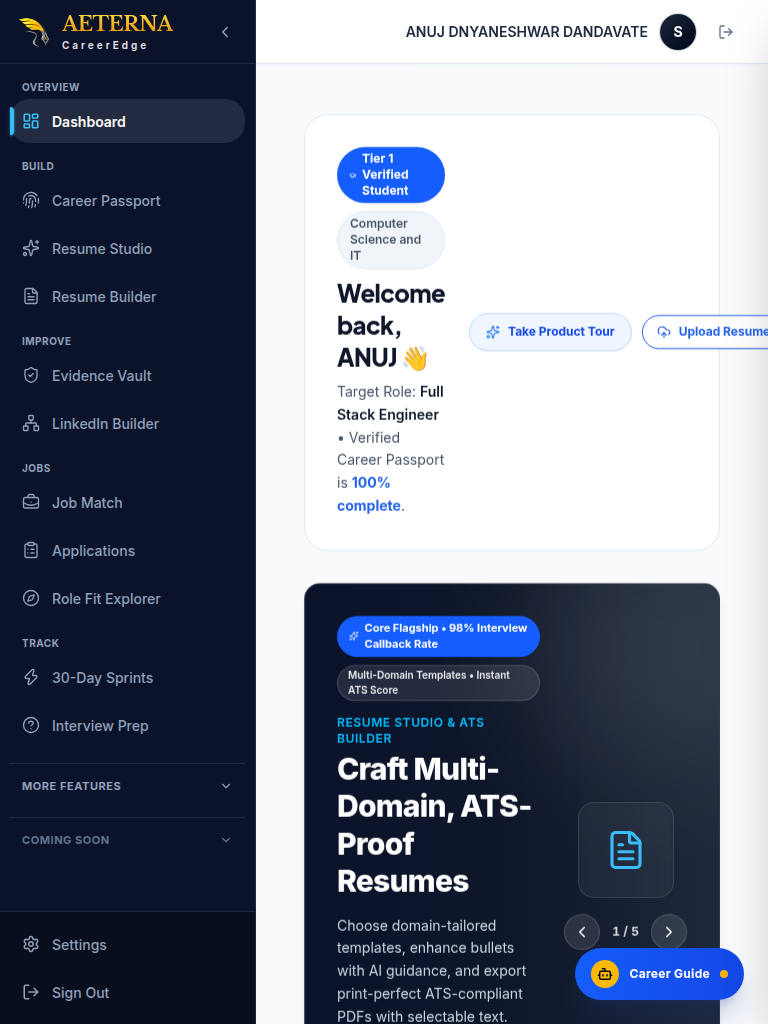 AETERNA
CareerEdge
ANUJ DNYANESHWAR DANDAVATE
S
OVERVIEW
Dashboard
BUILD
Career Passport
Resume Studio
Resume Builder
IMPROVE
Evidence Vault
LinkedIn Builder
JOBS
Job Match
Applications
Role Fit Explorer
TRACK
30-Day Sprints
Interview Prep
MORE FEATURES
COMING SOON
Settings
Sign Out
Tier 1
Verified
Student
Computer
Science and
IT
Welcome
back,
ANUJ 👋
Target Role: Full
Stack Engineer
• Verified
Career Passport
is 100%
complete.
Take Product Tour
Upload Resume
Core Flagship • 98% Interview
Callback Rate
Multi-Domain Templates • Instant
ATS Score
RESUME STUDIO & ATS
BUILDER
Craft Multi-
Domain, ATS-
Proof
Resumes
Choose domain-tailored
templates, enhance bullets
with AI guidance, and export
print-perfect ATS-compliant
PDFs with selectable text.
1 / 5
Career Guide